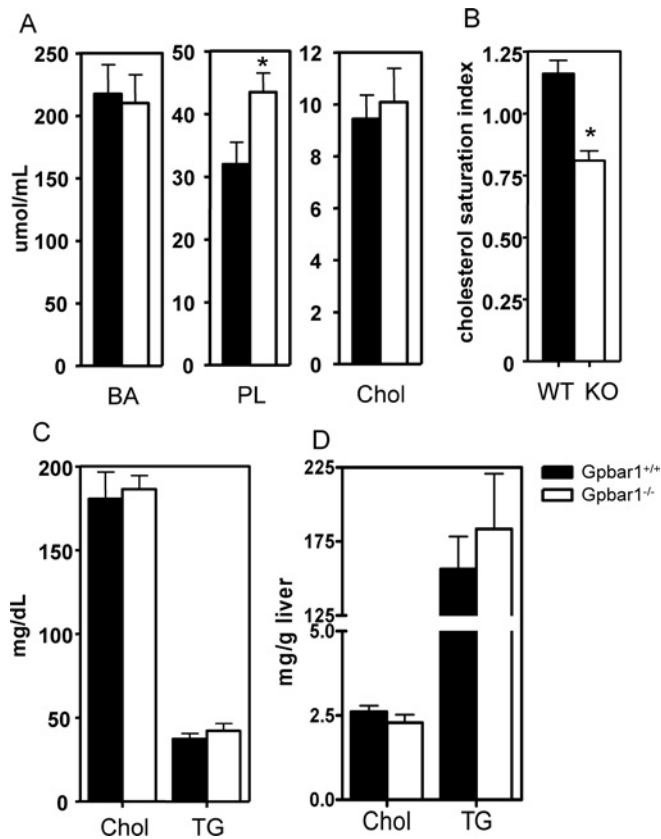 A
umol/mL
250
200
150
100
50
0
BA
50
40
30
20
10
0
*
PL
12
10
8
6
4
2
0
Chol
B
cholesterol saturation index
1.25
1.00
0.75
0.50
0.25
0
*
WT KO
C
mg/dL
200
150
100
50
0
Chol TG
D
mg/g liver
225
175
125
5.0
2.5
0.0
Chol TG
Gpbar1+/+
Gpbar1-/-